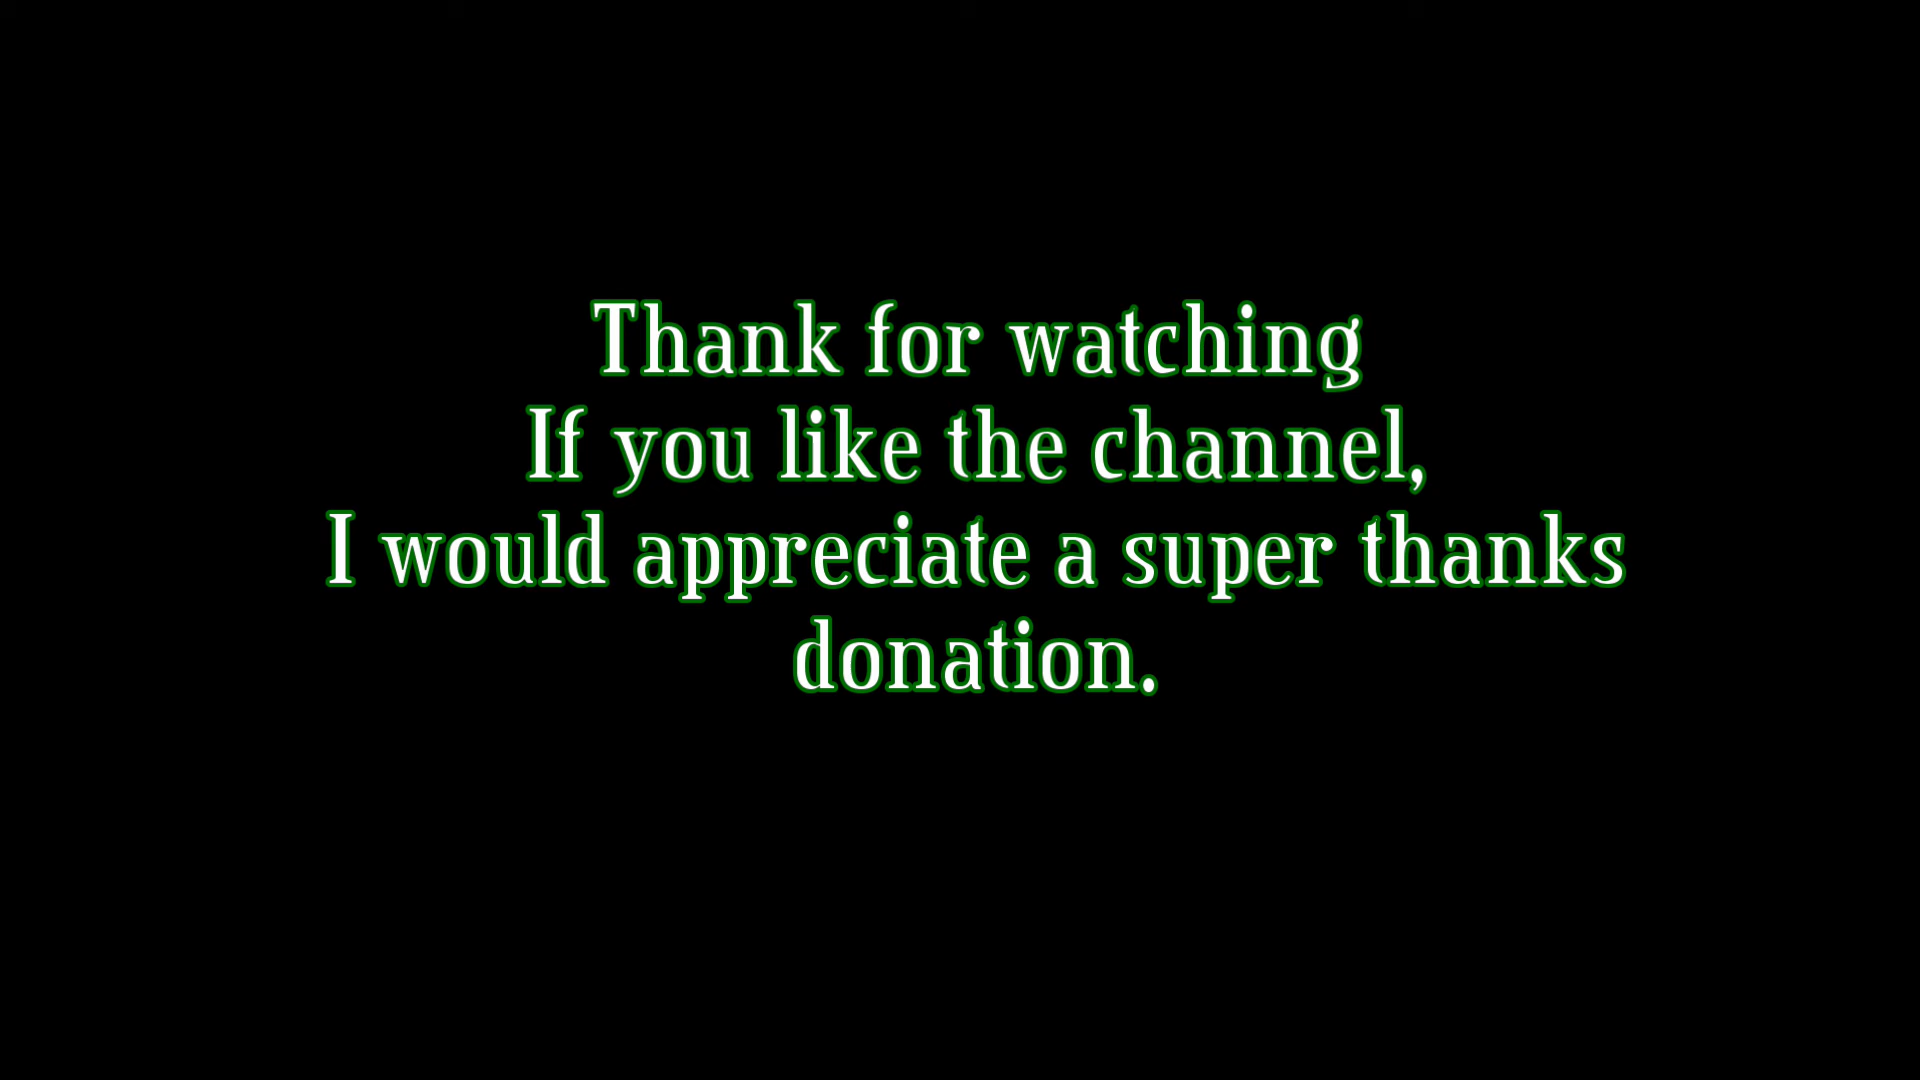 Thank for watching
If you like the channel,
I would appreciate a super thanks
donation.